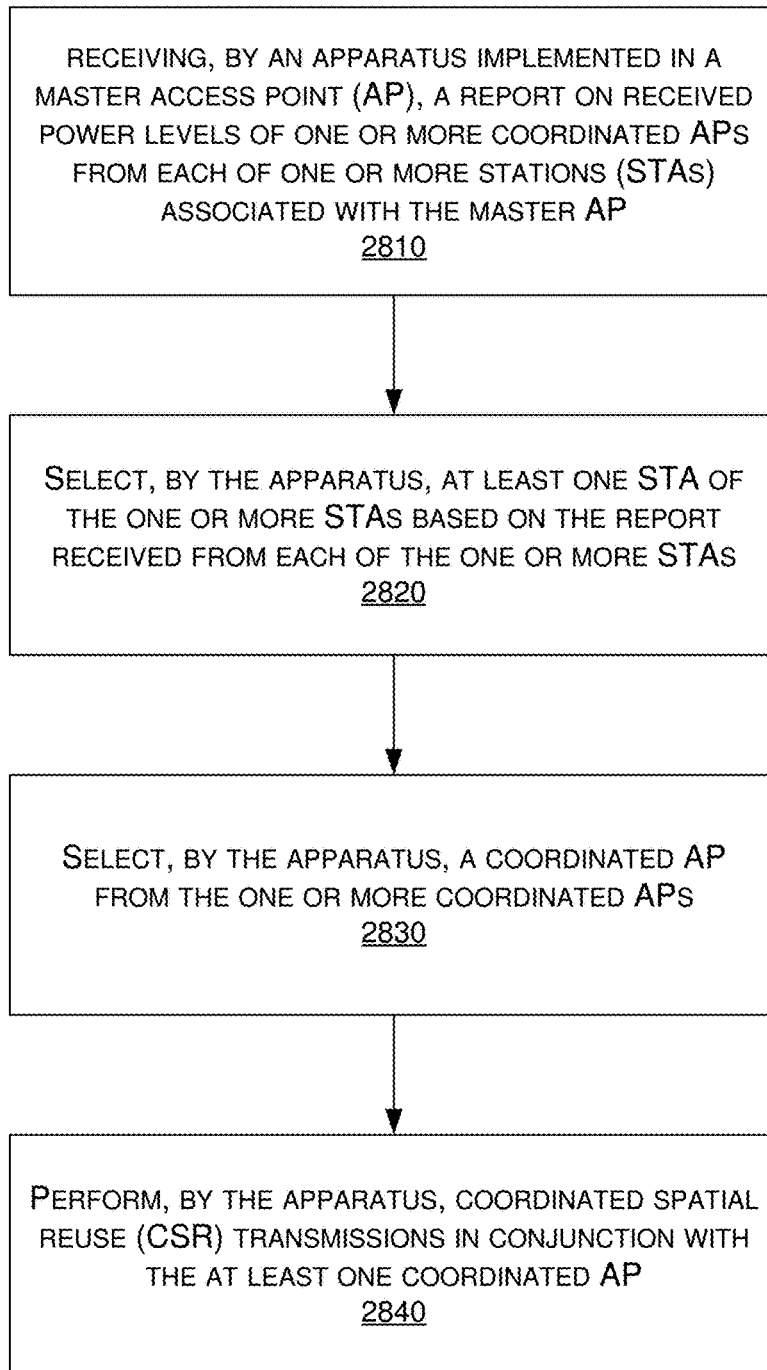 RECEIVING, BY AN APPARATUS IMPLEMENTED IN A
MASTER ACCESS POINT (AP), A REPORT ON RECEIVED
POWER LEVELS OF ONE OR MORE COORDINATED APS
FROM EACH OF ONE OR MORE STATIONS (STAS)
ASSOCIATED WITH THE MASTER AP
2810
SELECT, BY THE APPARATUS, AT LEAST ONE STA OF
THE ONE OR MORE STAS BASED ON THE REPORT
RECEIVED FROM EACH OF THE ONE OR MORE STAS
2820
SELECT, BY THE APPARATUS, A COORDINATED AP
FROM THE ONE OR MORE COORDINATED APS
2830
PERFORM, BY THE APPARATUS, COORDINATED SPATIAL
REUSE (CSR) TRANSMISSIONS IN CONJUNCTION WITH
THE AT LEAST ONE COORDINATED AP
2840